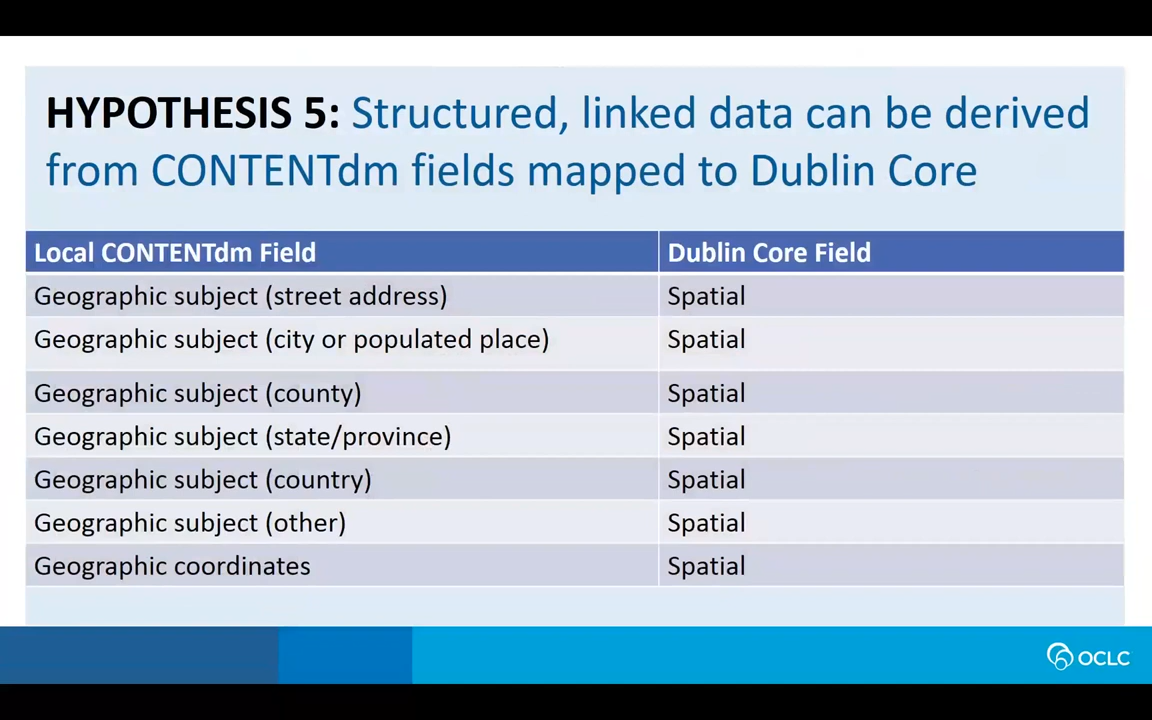 HYPOTHESIS 5: Structured, linked data can be derived
from CONTENTdm fields mapped to Dublin Core
Local CONTENTdm Field Dublin Core Field
Geographic subject (street address) Spatial
Geographic subject (city or populated place) Spatial
Geographic subject (county) Spatial
Geographic subject (state/province) Spatial
Geographic subject (country) Spatial
Geographic subject (other) Spatial
Geographic coordinates Spatial
OCLC